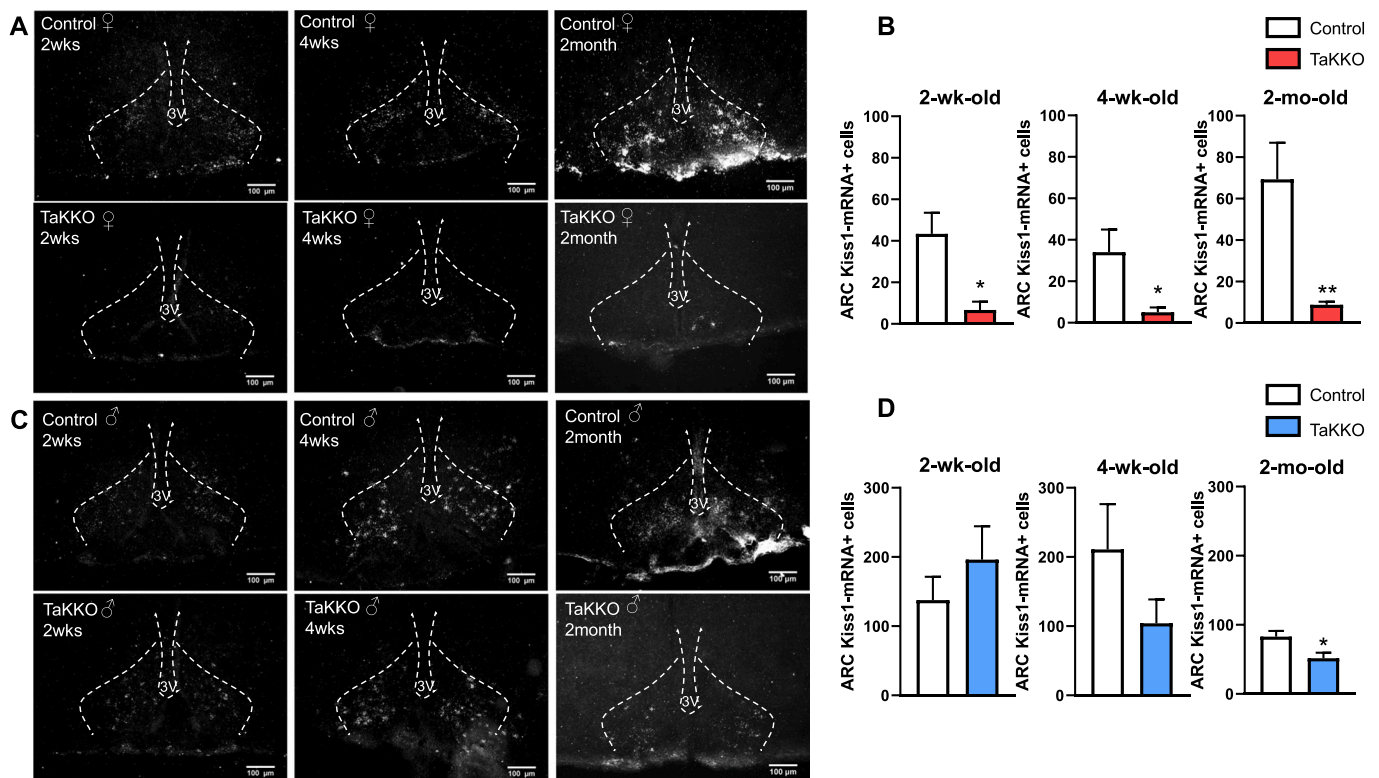 A
Control ♀
2wks
3V
100 µm
Control ♀
4wks
3V
100 µm
Control ♀
2month
3V
100 µm
TaKKO ♀
2wks
3V
100 µm
TaKKO ♀
4wks
3V
100 µm
TaKKO ♀
2month
3V
100 µm
B
Control
TaKKO
2-wk-old
ARC Kiss1-mRNA+ cells
100
80
60
40
20
0
*
4-wk-old
ARC Kiss1-mRNA+ cells
100
80
60
40
20
0
*
2-mo-old
ARC Kiss1-mRNA+ cells
100
80
60
40
20
0
**
C
Control ♂
2wks
3V
100 µm
Control ♂
4wks
3V
100 µm
Control ♂
2month
3V
100 µm
TaKKO ♂
2wks
3V
100 µm
TaKKO ♂
4wks
3V
100 µm
TaKKO ♂
2month
3V
100 µm
D
Control
TaKKO
2-wk-old
ARC Kiss1-mRNA+ cells
300
200
100
0
4-wk-old
ARC Kiss1-mRNA+ cells
300
200
100
0
2-mo-old
ARC Kiss1-mRNA+ cells
300
200
100
0
*